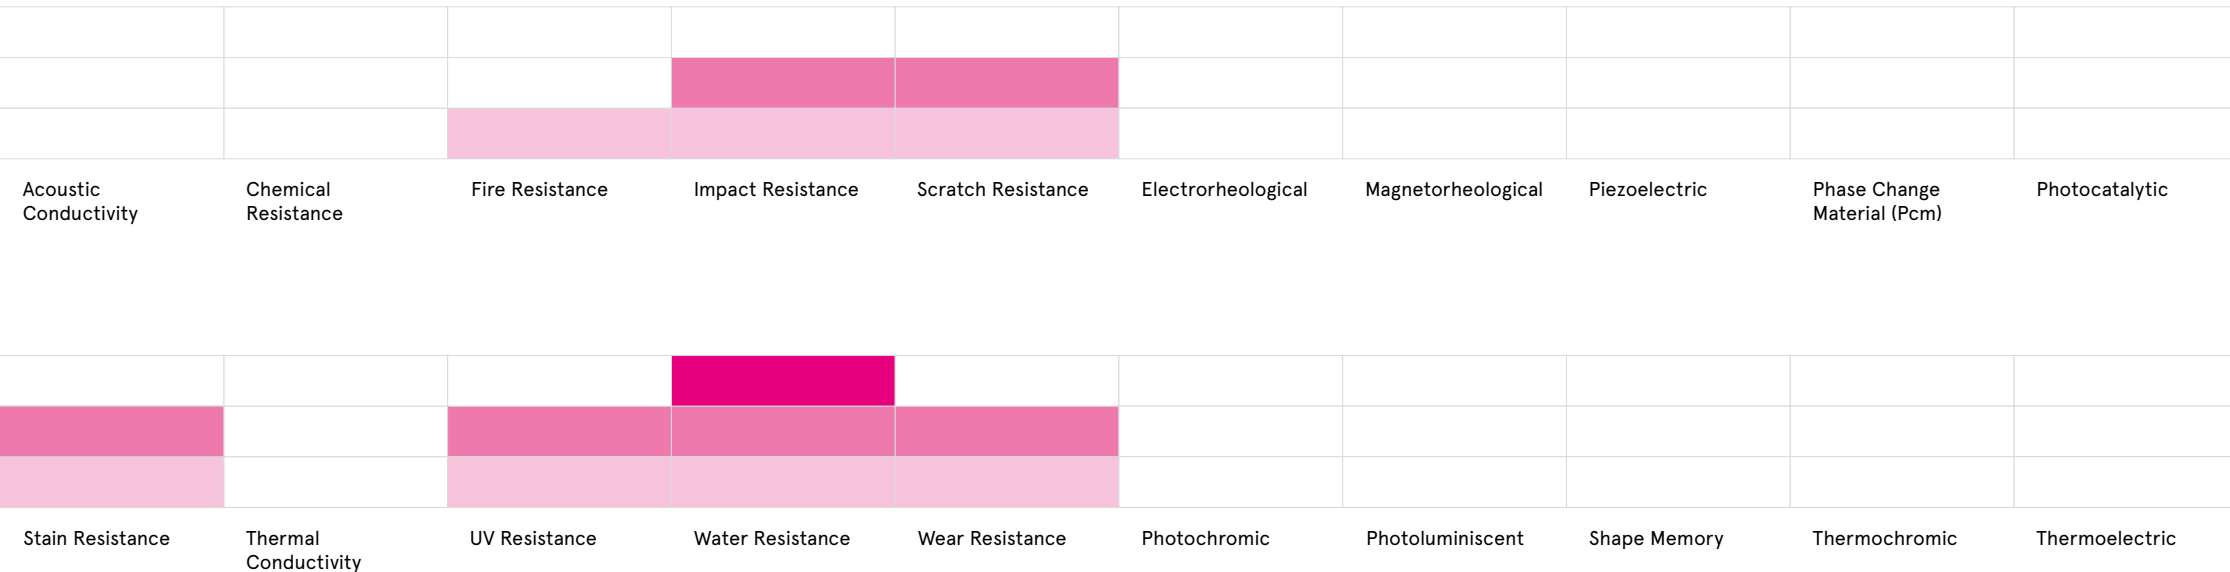 Acoustic
Conductivity
Chemical
Resistance
Fire Resistance
Impact Resistance
Scratch Resistance
Electrorheological
Magnetorheological
Piezoelectric
Phase Change
Material (Pcm)
Photocatalytic
Stain Resistance
Thermal
Conductivity
UV Resistance
Water Resistance
Wear Resistance
Photochromic
Photoluminiscent
Shape Memory
Thermochromic
Thermoelectric